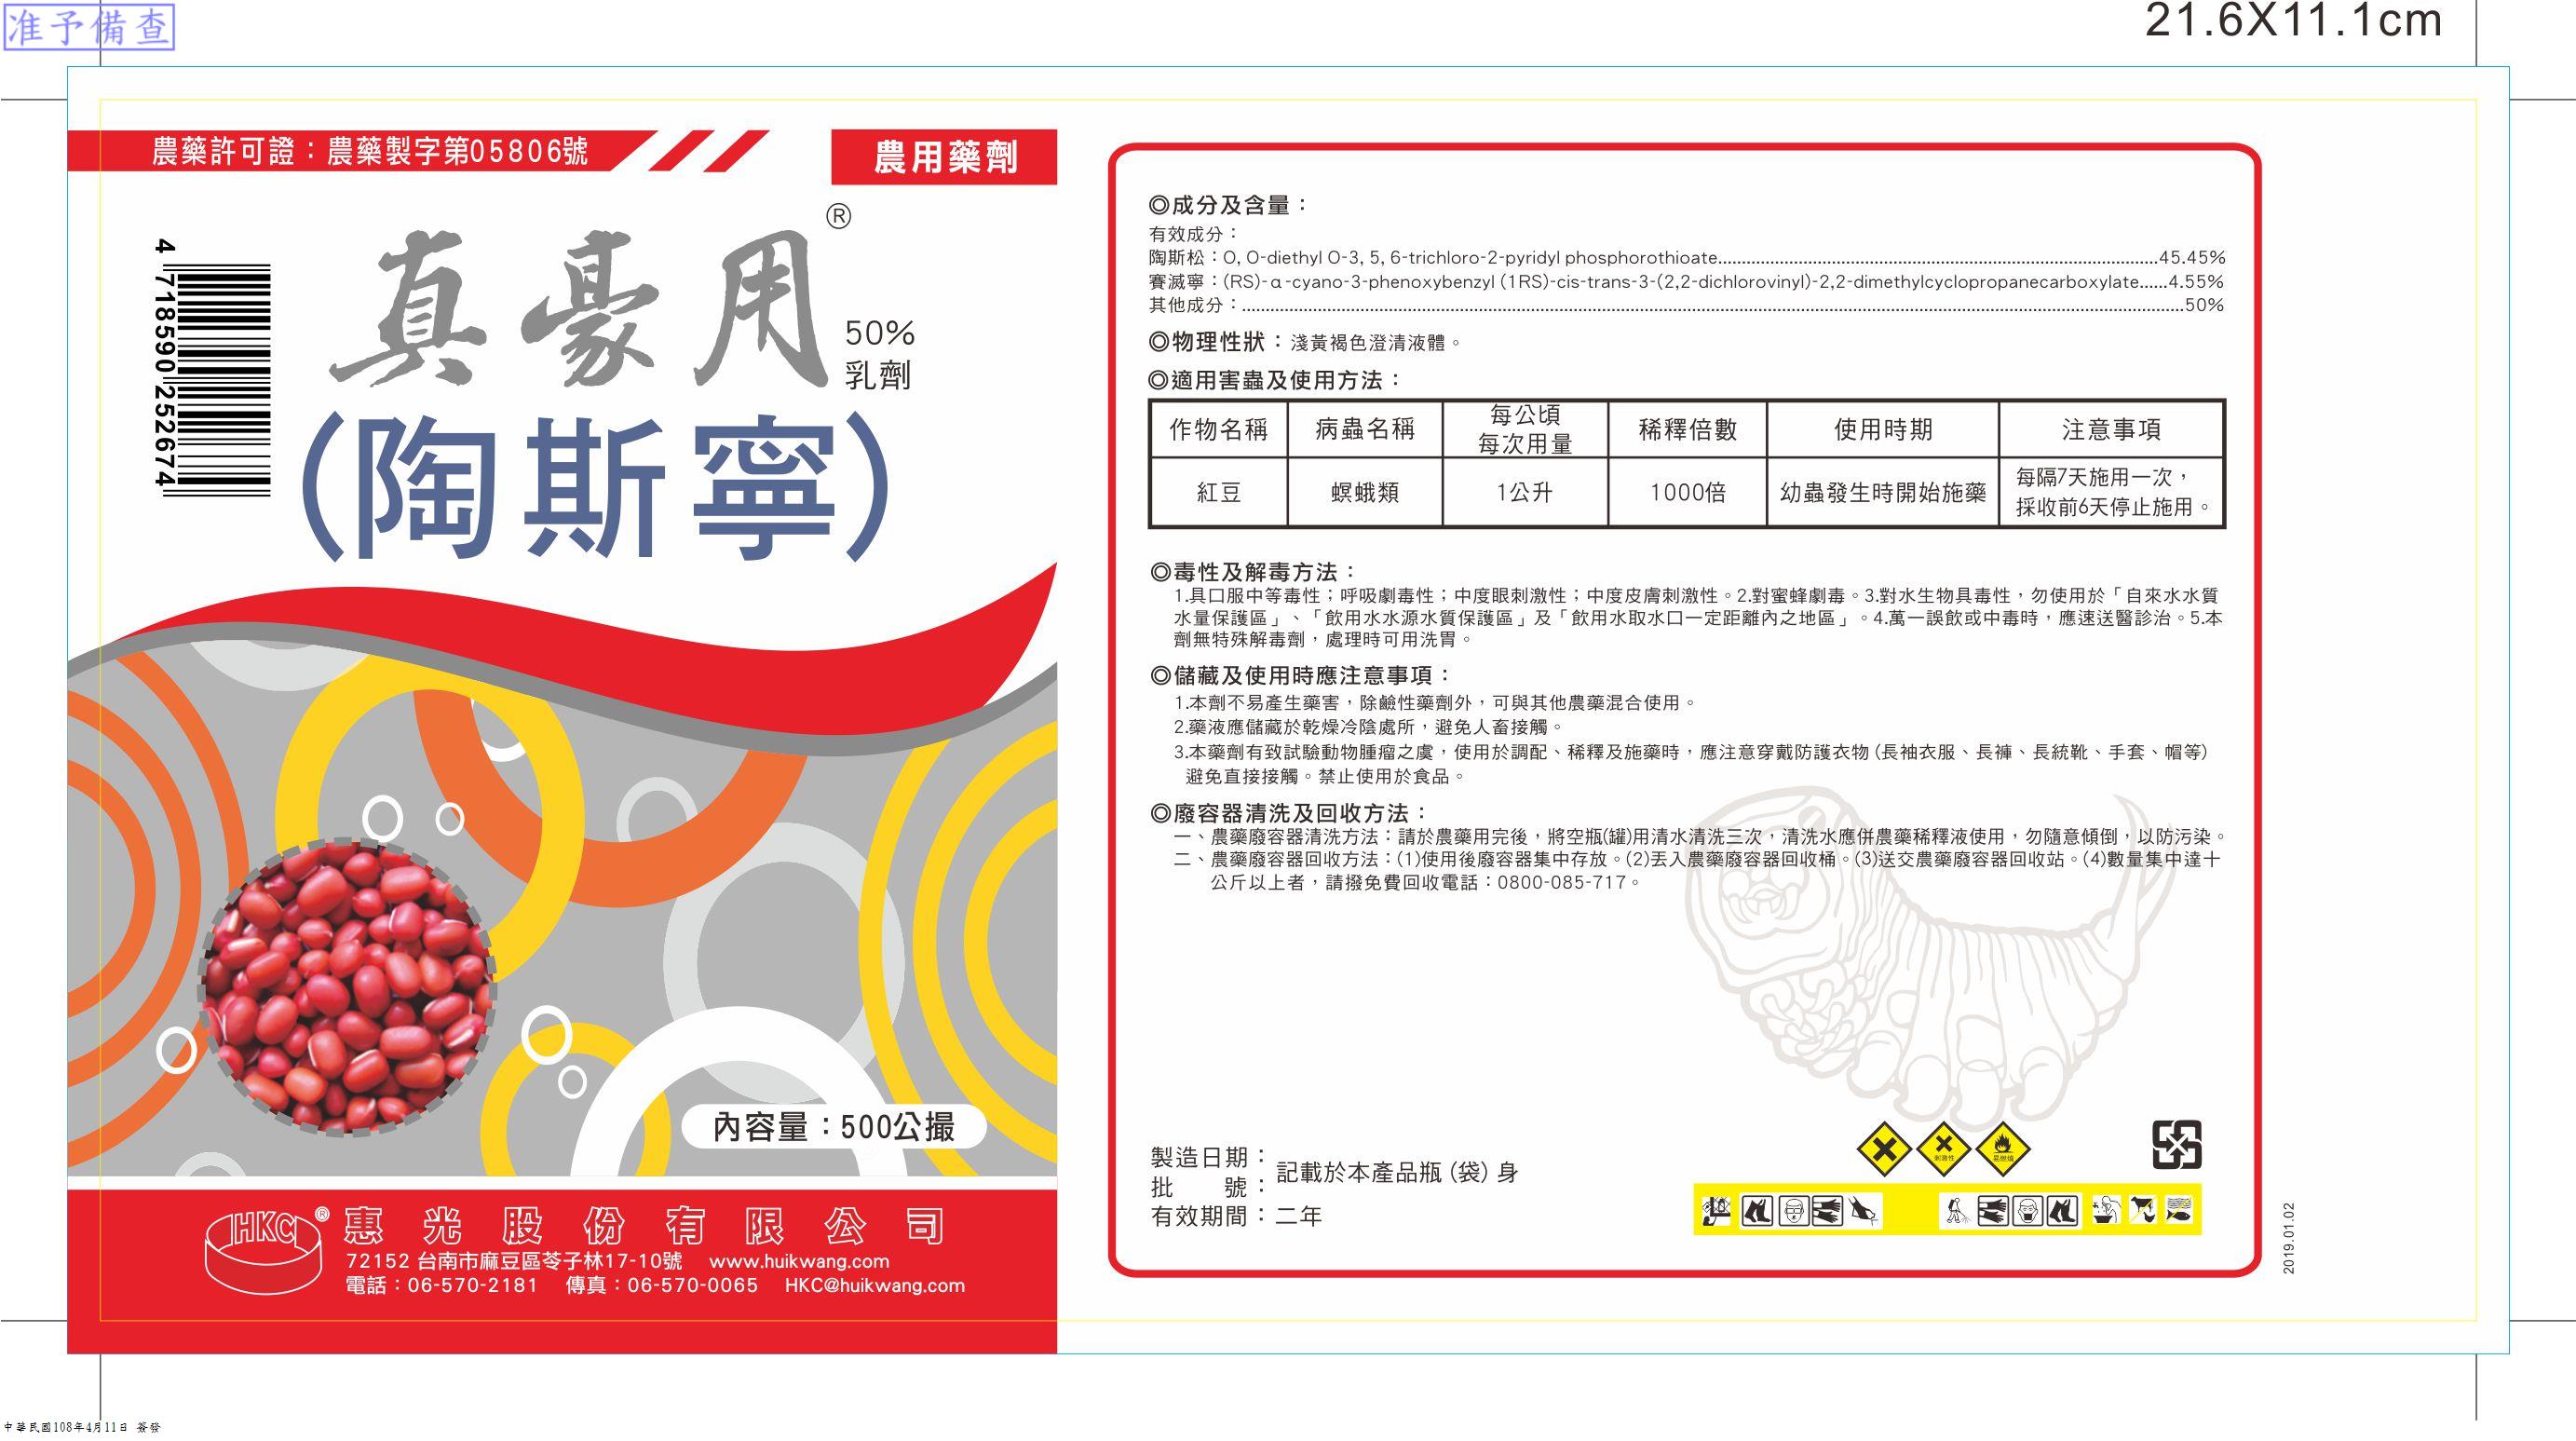 准予備查
21.6X11.1cm
農藥許可證：農藥製字第05806號
農用藥劑
真豪用®
50%
乳劑
(陶斯寧)
4 718590 252674
內容量：500公撮
HKC®
惠光股份有限公司
72152 台南市麻豆區苓子林17-10號 www.huikwang.com
電話：06-570-2181 傳真：06-570-0065 HKC@huikwang.com
◎成分及含量：
有效成分：
陶斯松：O, O-diethyl O-3, 5, 6-trichloro-2-pyridyl phosphorothioate........45.45%
賽滅寧：(RS)-α-cyano-3-phenoxybenzyl (1RS)-cis-trans-3-(2,2-dichlorovinyl)-2,2-dimethylcyclopropanecarboxylate......4.55%
其他成分：........50%
◎物理性狀：淺黃褐色澄清液體。
◎適用害蟲及使用方法：
作物名稱 病蟲名稱 每公頃每次用量 稀釋倍數 使用時期 注意事項
紅豆 螟蛾類 1公升 1000倍 幼蟲發生時開始施藥 每隔7天施用一次，
採收前6天停止施用。
◎毒性及解毒方法：
1.具口服中等毒性；呼吸劇毒性；中度眼刺激性；中度皮膚刺激性。2.對蜜蜂劇毒。3.對水生物具毒性，勿使用於「自來水水質
水量保護區」、「飲用水水源水質保護區」及「飲用水取水口一定距離內之地區」。4.萬一誤飲或中毒時，應速送醫診治。5.本
劑無特殊解毒劑，處理時可用洗胃。
◎儲藏及使用時應注意事項：
1.本劑不易產生藥害，除鹼性藥劑外，可與其他農藥混合使用。
2.藥液應儲藏於乾燥冷陰處所，避免人畜接觸。
3.本藥劑有致試驗動物腫瘤之虞，使用於調配、稀釋及施藥時，應注意穿戴防護衣物(長袖衣服、長褲、長統靴、手套、帽等)
避免直接接觸。禁止使用於食品。
◎廢容器清洗及回收方法：
一、農藥廢容器清洗方法：請於農藥用完後，將空瓶(罐)用清水清洗三次，清洗水應併農藥稀釋液使用，勿隨意傾倒，以防污染。
二、農藥廢容器回收方法：(1)使用後廢容器集中存放。(2)丟入農藥廢容器回收桶。(3)送交農藥廢容器回收站。(4)數量集中達十
公斤以上者，請撥免費回收電話：0800-085-717。
製造日期：
批 號：
記載於本產品瓶(袋)身
有效期間：二年
2019.01.02
中華民國108年4月11日 簽發